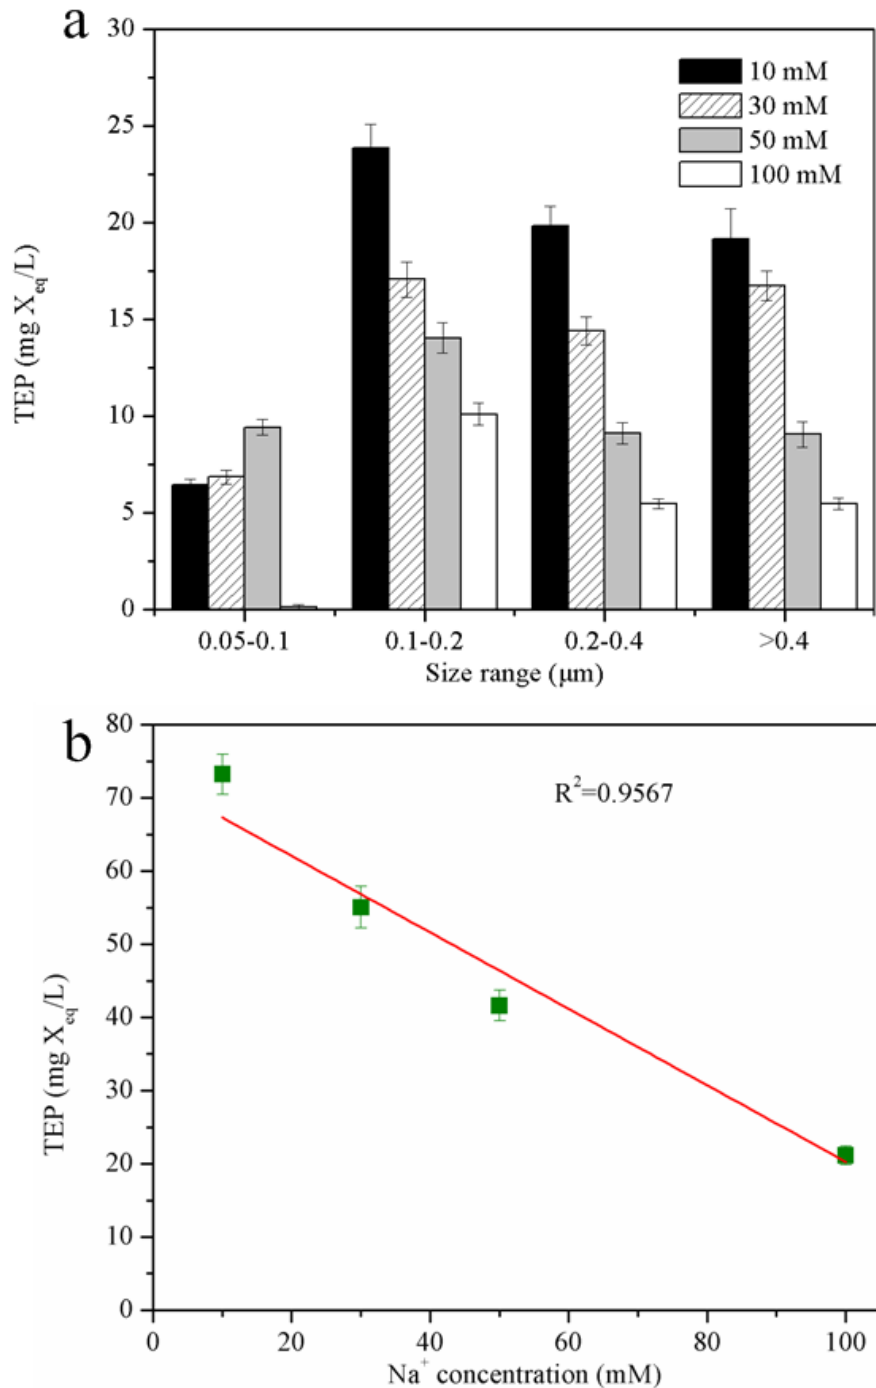 a
30
25
20
15
10
5
0
TEP (mg X_eq/L)
10 mM
30 mM
50 mM
100 mM
0.05-0.1 0.1-0.2 0.2-0.4 >0.4
Size range (μm)
b
80
70
60
50
40
30
20
10
0
TEP (mg X_eq/L)
R²=0.9567
0 20 40 60 80 100
Na⁺ concentration (mM)